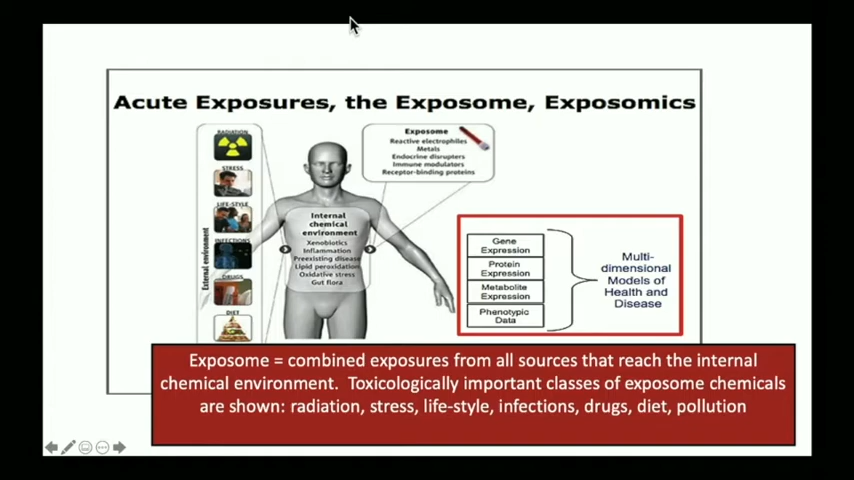 Acute Exposures, the Exposome, Exposomics
RADIATION
STRESS
LIFE-STYLE
INFECTIONS
DRUGS
DIET
External environment
Exposome
Reactive electrophiles
Metals
Endocrine disrupters
Immune modulators
Receptor-binding proteins
Internal
chemical
environment
Xenobiotics
Inflammation
Preexisting disease
Lipid peroxidation
Oxidative stress
Gut flora
Gene
Expression
Protein
Expression
Metabolite
Expression
Phenotypic
Data
Multi-
dimensional
Models of
Health and
Disease
Exposome = combined exposures from all sources that reach the internal
chemical environment. Toxicologically important classes of exposome chemicals
are shown: radiation, stress, life-style, infections, drugs, diet, pollution